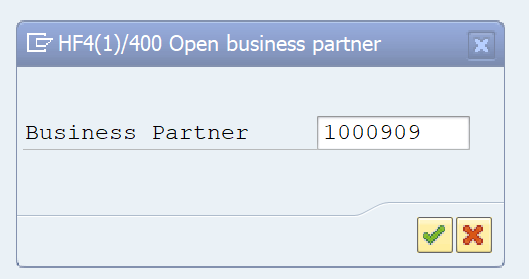 HF4(1)/400 Open business partner
Business Partner 1000909